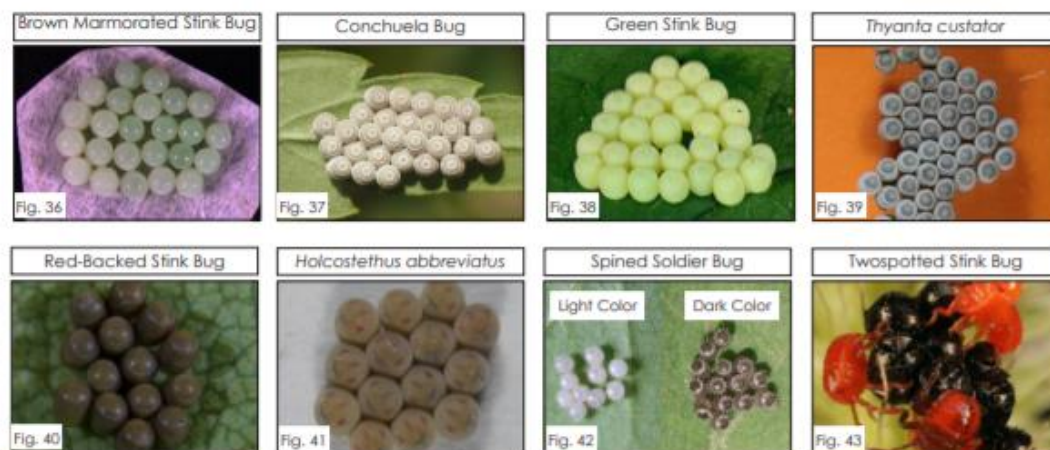 Brown Marmorated Stink Bug
Conchuela Bug
Green Stink Bug
Thyanta custator
Fig. 36
Fig. 37
Fig. 38
Fig. 39
Red-Backed Stink Bug
Holcostethus abbreviatus
Spined Soldier Bug
Twospotted Stink Bug
Light Color
Dark Color
Fig. 40
Fig. 41
Fig. 42
Fig. 43